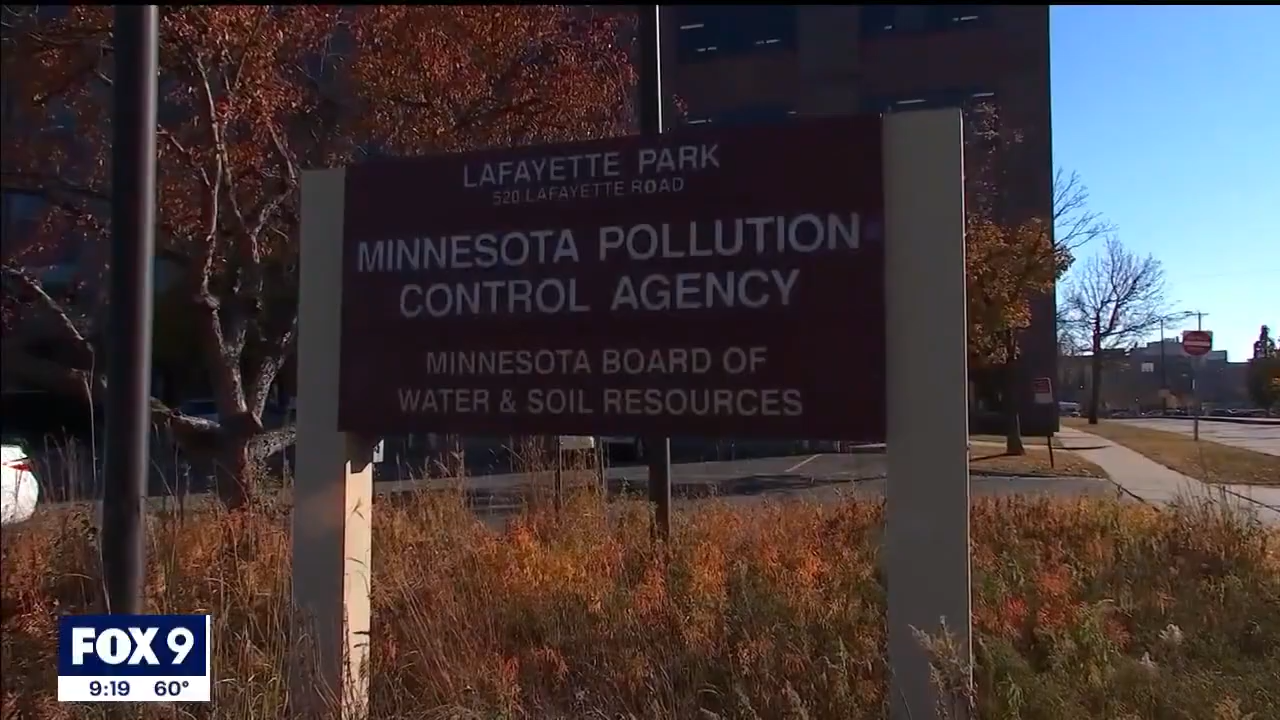 LAFAYETTE PARK
520 LAFAYETTE ROAD
MINNESOTA POLLUTION
CONTROL AGENCY
MINNESOTA BOARD OF
WATER & SOIL RESOURCES
FOX 9
9:19 60°